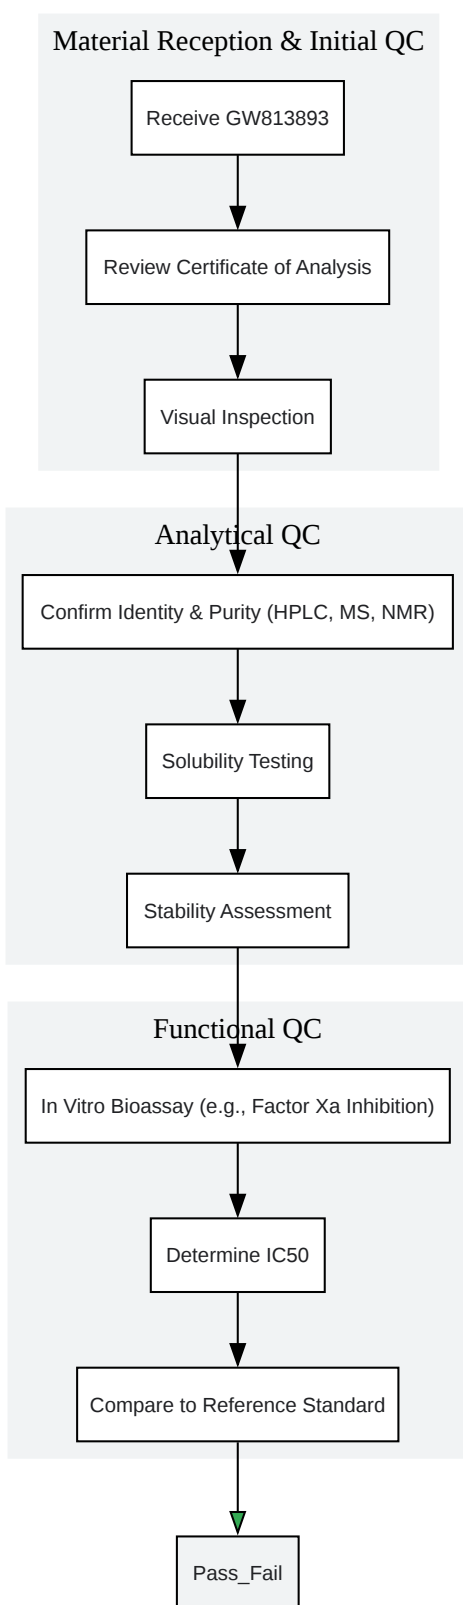 Material Reception & Initial QC
Receive GW813893
Review Certificate of Analysis
Visual Inspection
Analytical QC
Confirm Identity & Purity (HPLC, MS, NMR)
Solubility Testing
Stability Assessment
Functional QC
In Vitro Bioassay (e.g., Factor Xa Inhibition)
Determine IC50
Compare to Reference Standard
Pass_Fail